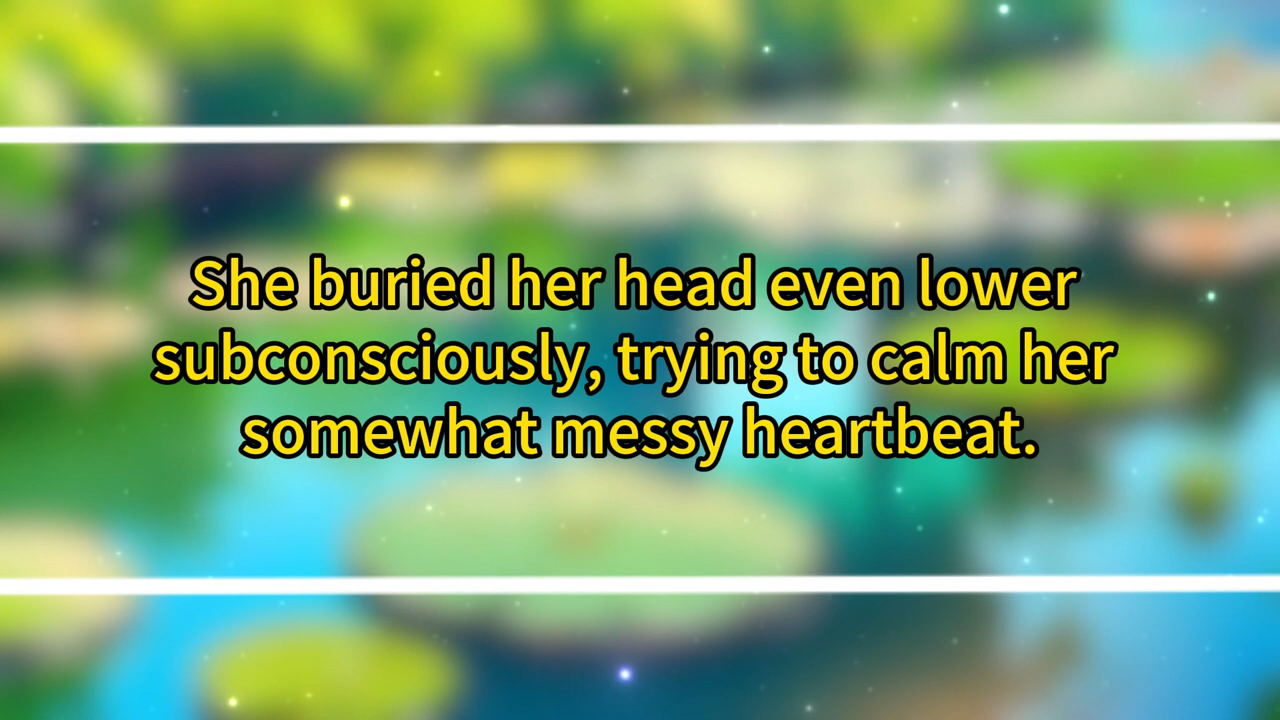 She buried her head even lower
subconsciously, trying to calm her
somewhat messy heartbeat.